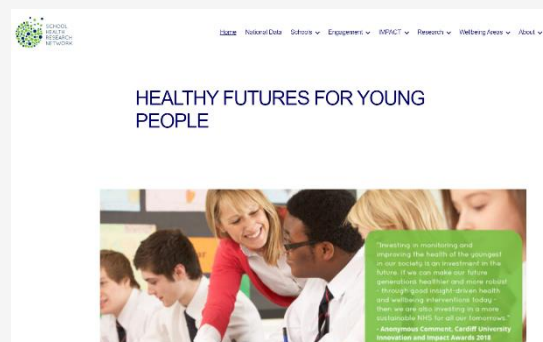 SCHOOL
HEALTH
RESEARCH
NETWORK
Home National Data Schools Engagement IMPACT Research Wellbeing Areas About
HEALTHY FUTURES FOR YOUNG
PEOPLE
"Investing in monitoring and
improving the health of the youngest
in our society is an investment in the
future. If we can make our future
generations healthier and more robust
- through good insight-driven health
and wellbeing interventions today -
then we are also investing in a more
sustainable NHS for all our tomorrows."
- Anonymous Comment, Cardiff University
Innovation and Impact Awards 2018